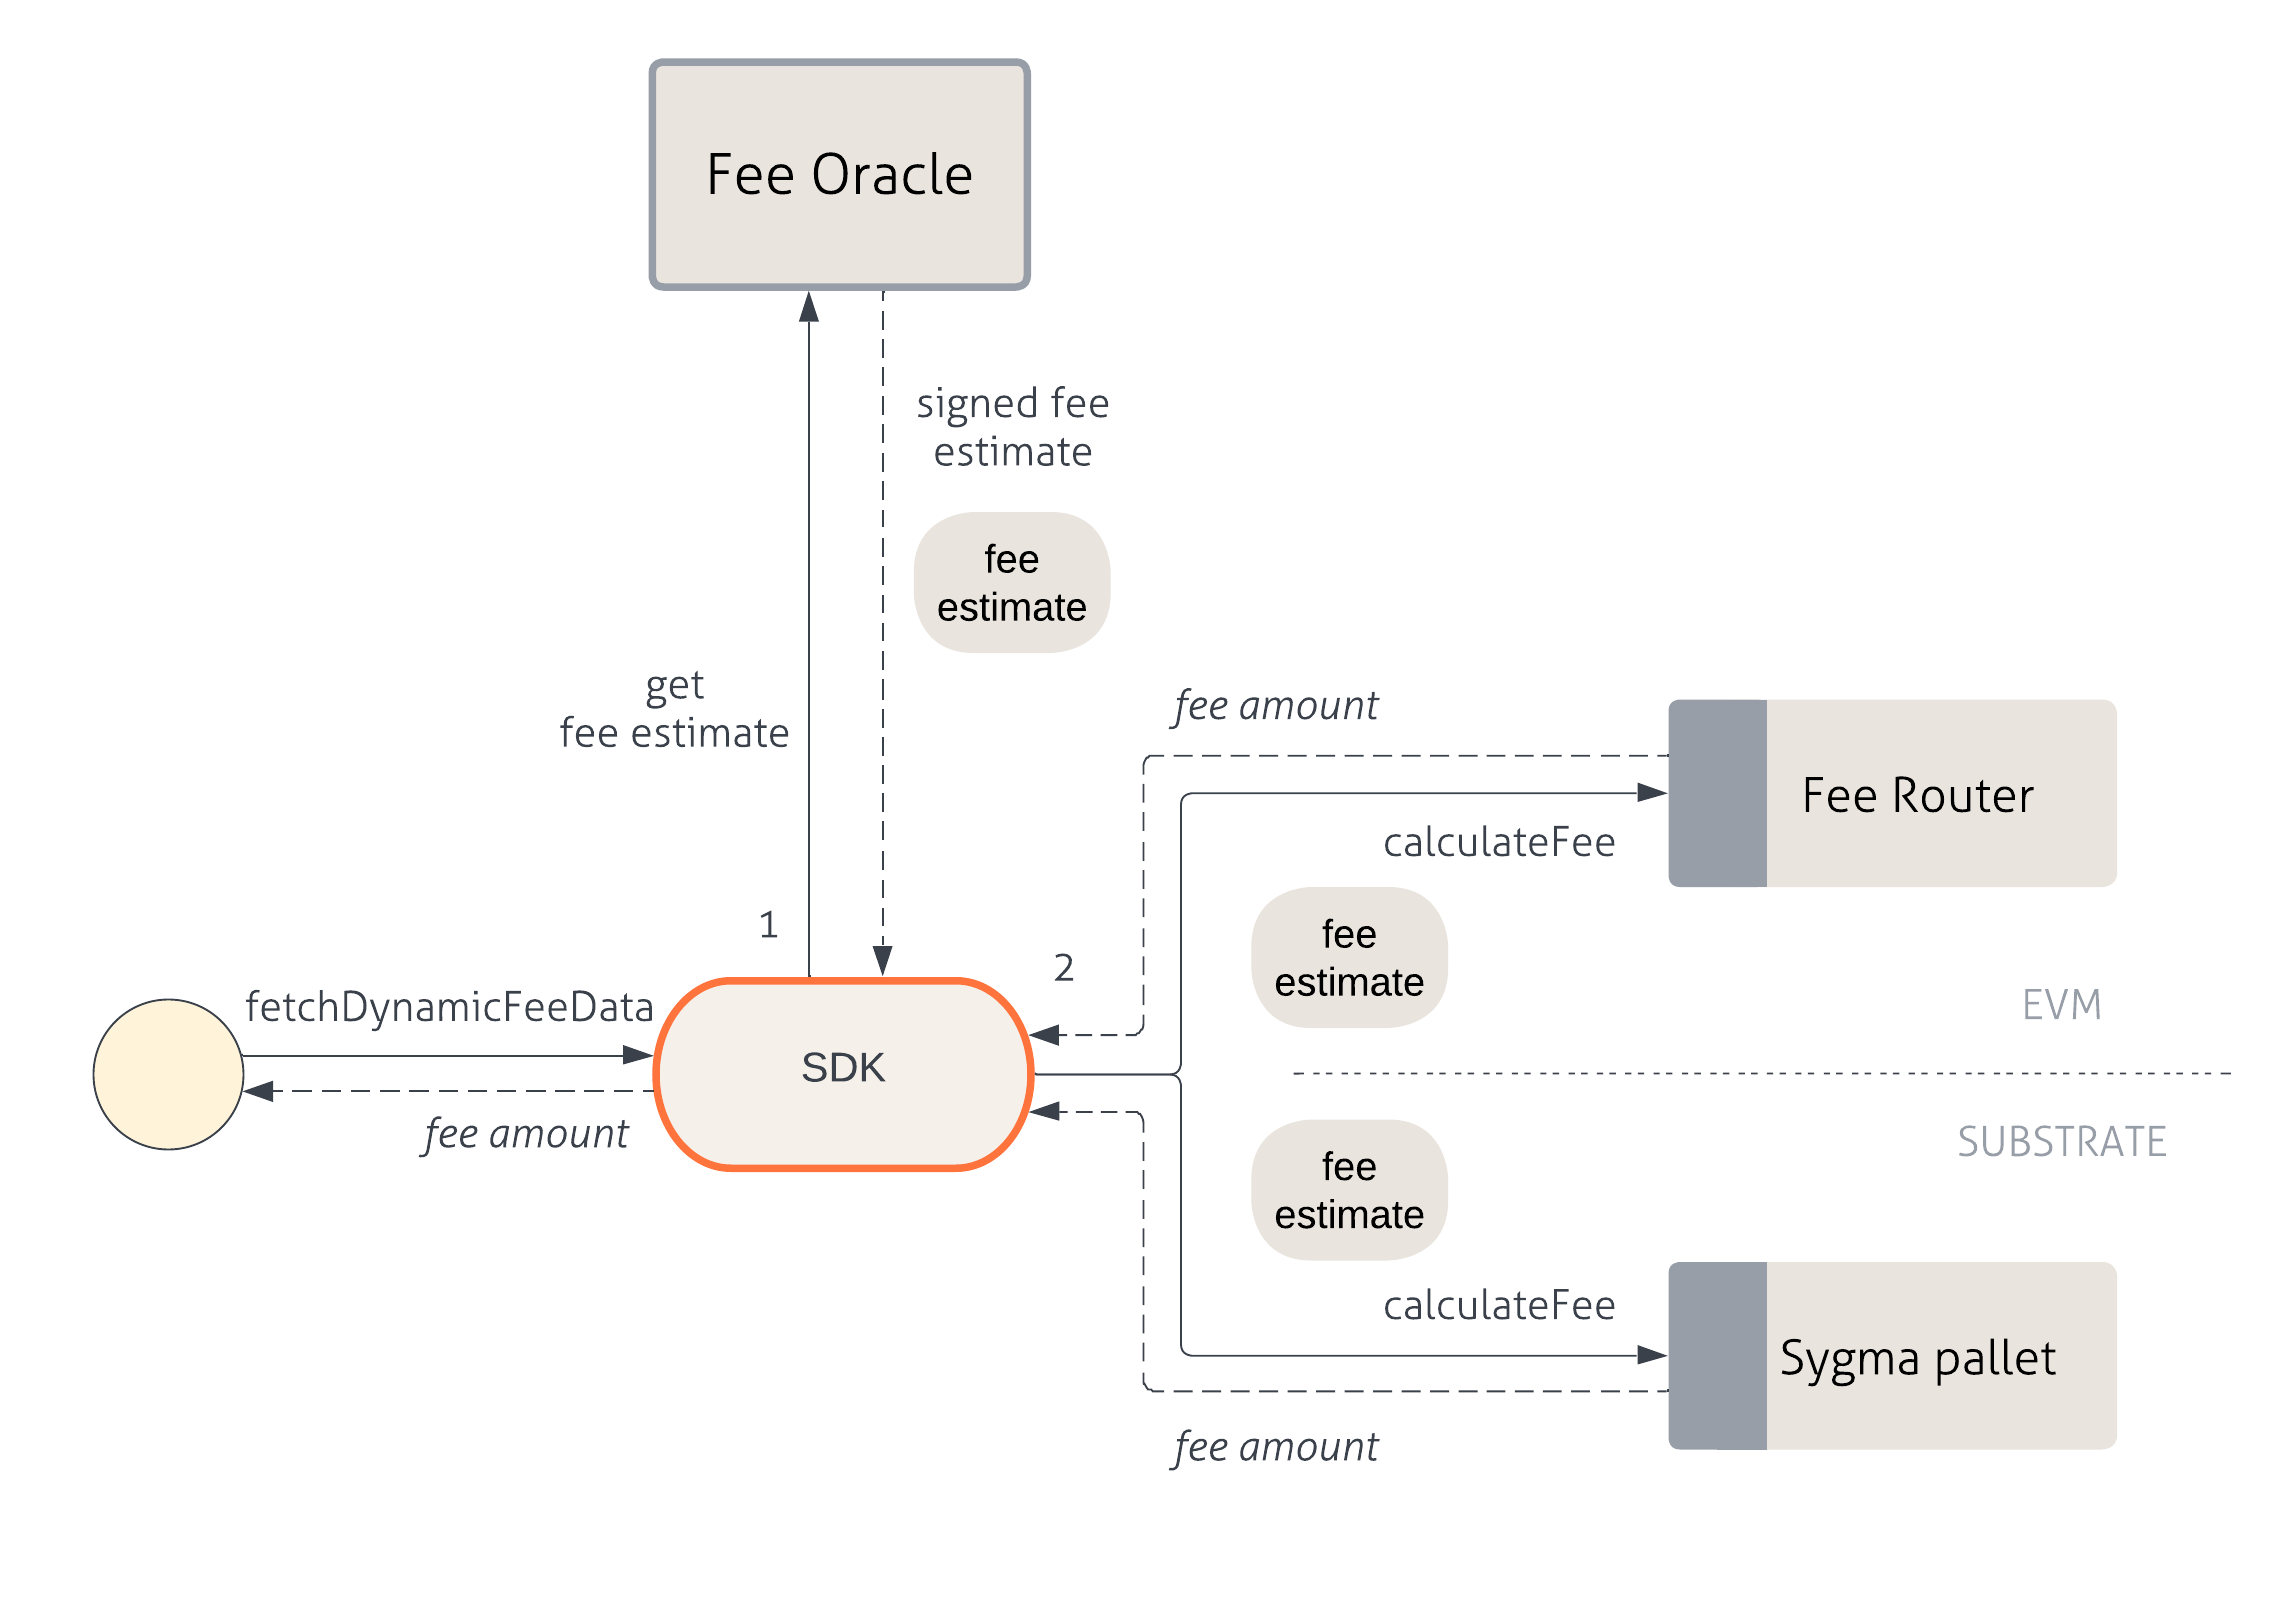 Fee Oracle
signed fee
estimate
fee
estimate
get
fee estimate
fee amount
Fee Router
calculateFee
1
fee
estimate
2
EVM
fetchDynamicFeeData
SDK
fee amount
SUBSTRATE
fee
estimate
calculateFee
Sygma pallet
fee amount